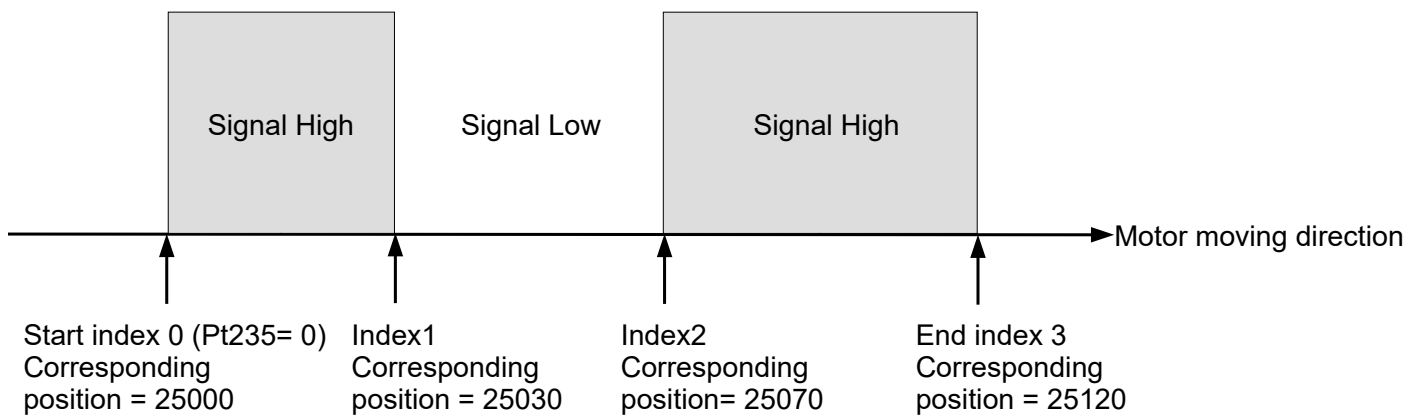 Signal High
Signal Low
Signal High
Motor moving direction
Start index 0 (Pt235= 0)
Corresponding
position = 25000
Index1
Corresponding
position = 25030
Index2
Corresponding
position= 25070
End index 3
Corresponding
position = 25120